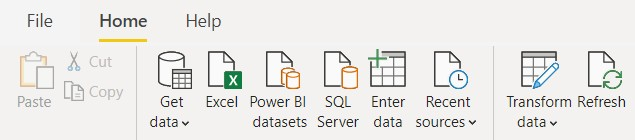 File Home Help
Cut
Copy
Paste
Get data
Excel
Power BI datasets
SQL Server
Enter data
Recent sources
Transform data
Refresh